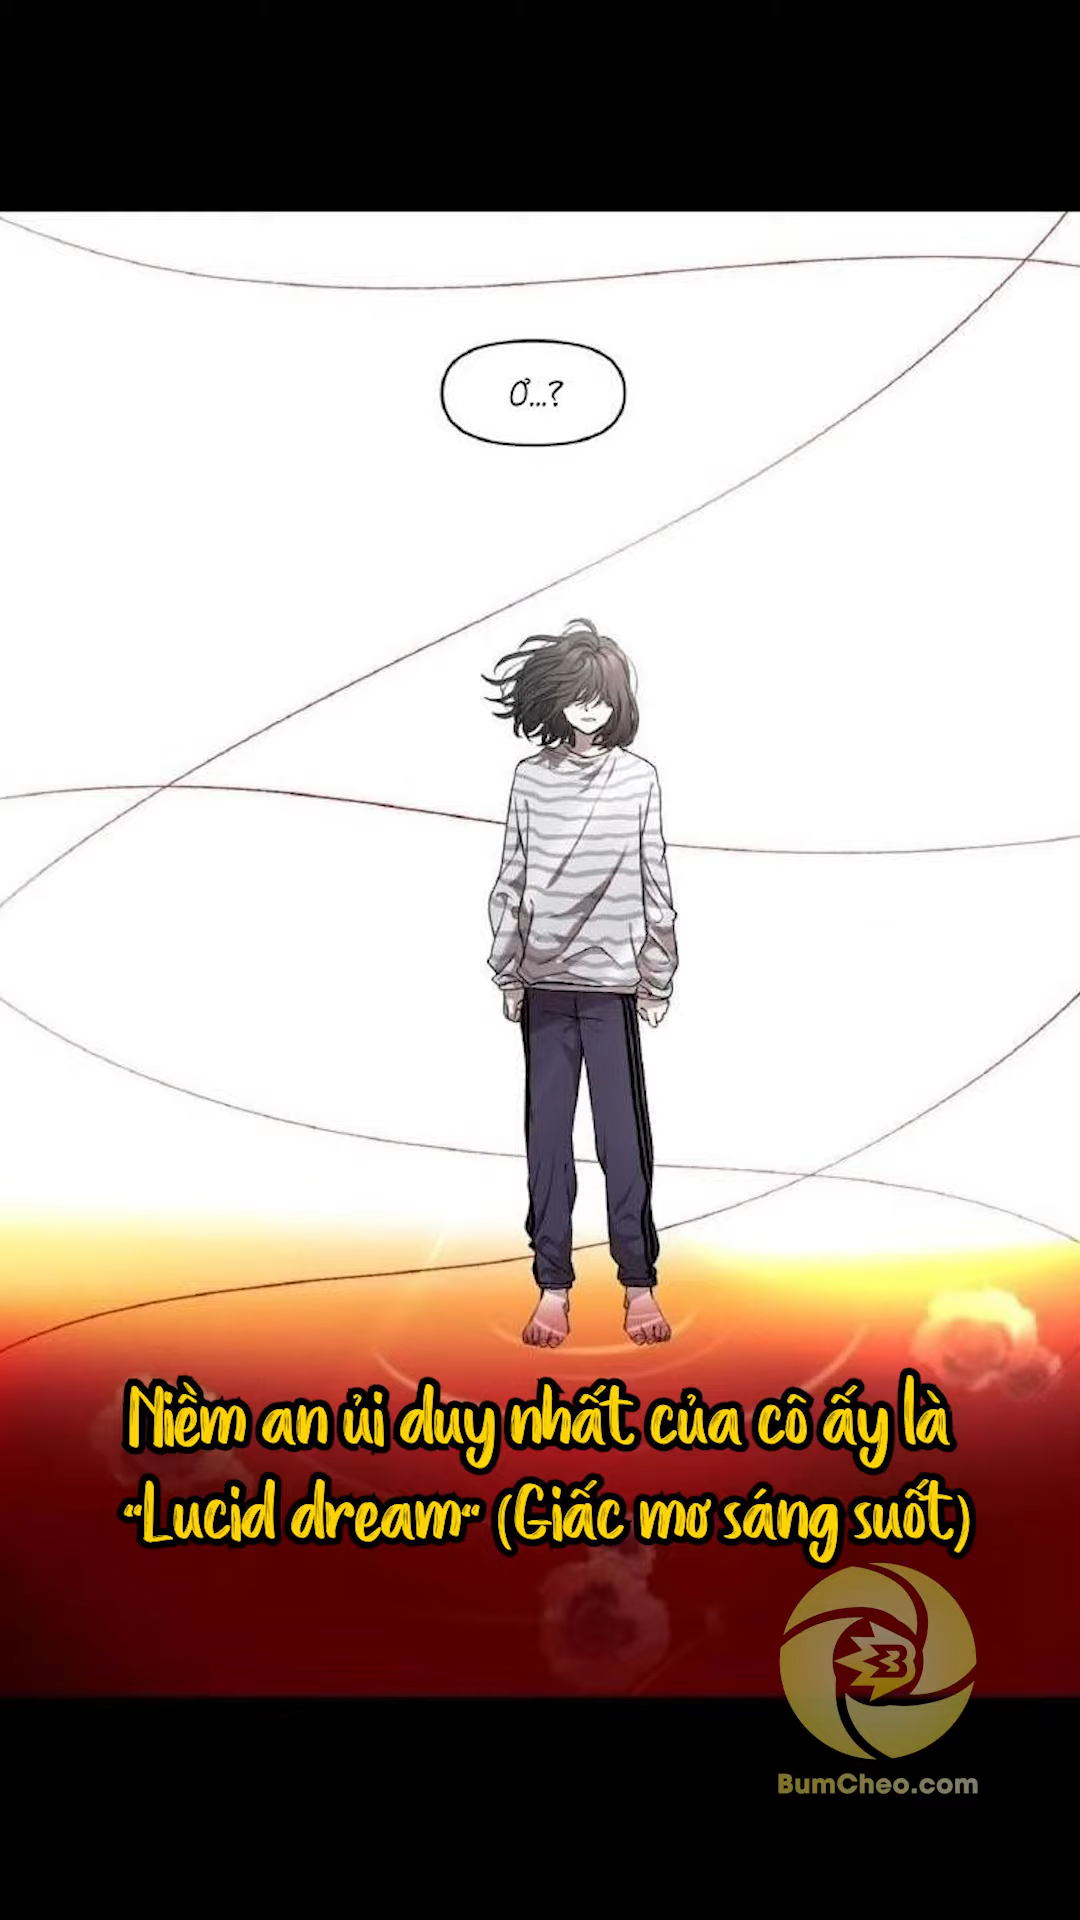 Ơ...?
Niềm an ủi duy nhất của cô ấy là
“Lucid dream“ (Giấc mơ sáng suốt)
B
BumCheo.com